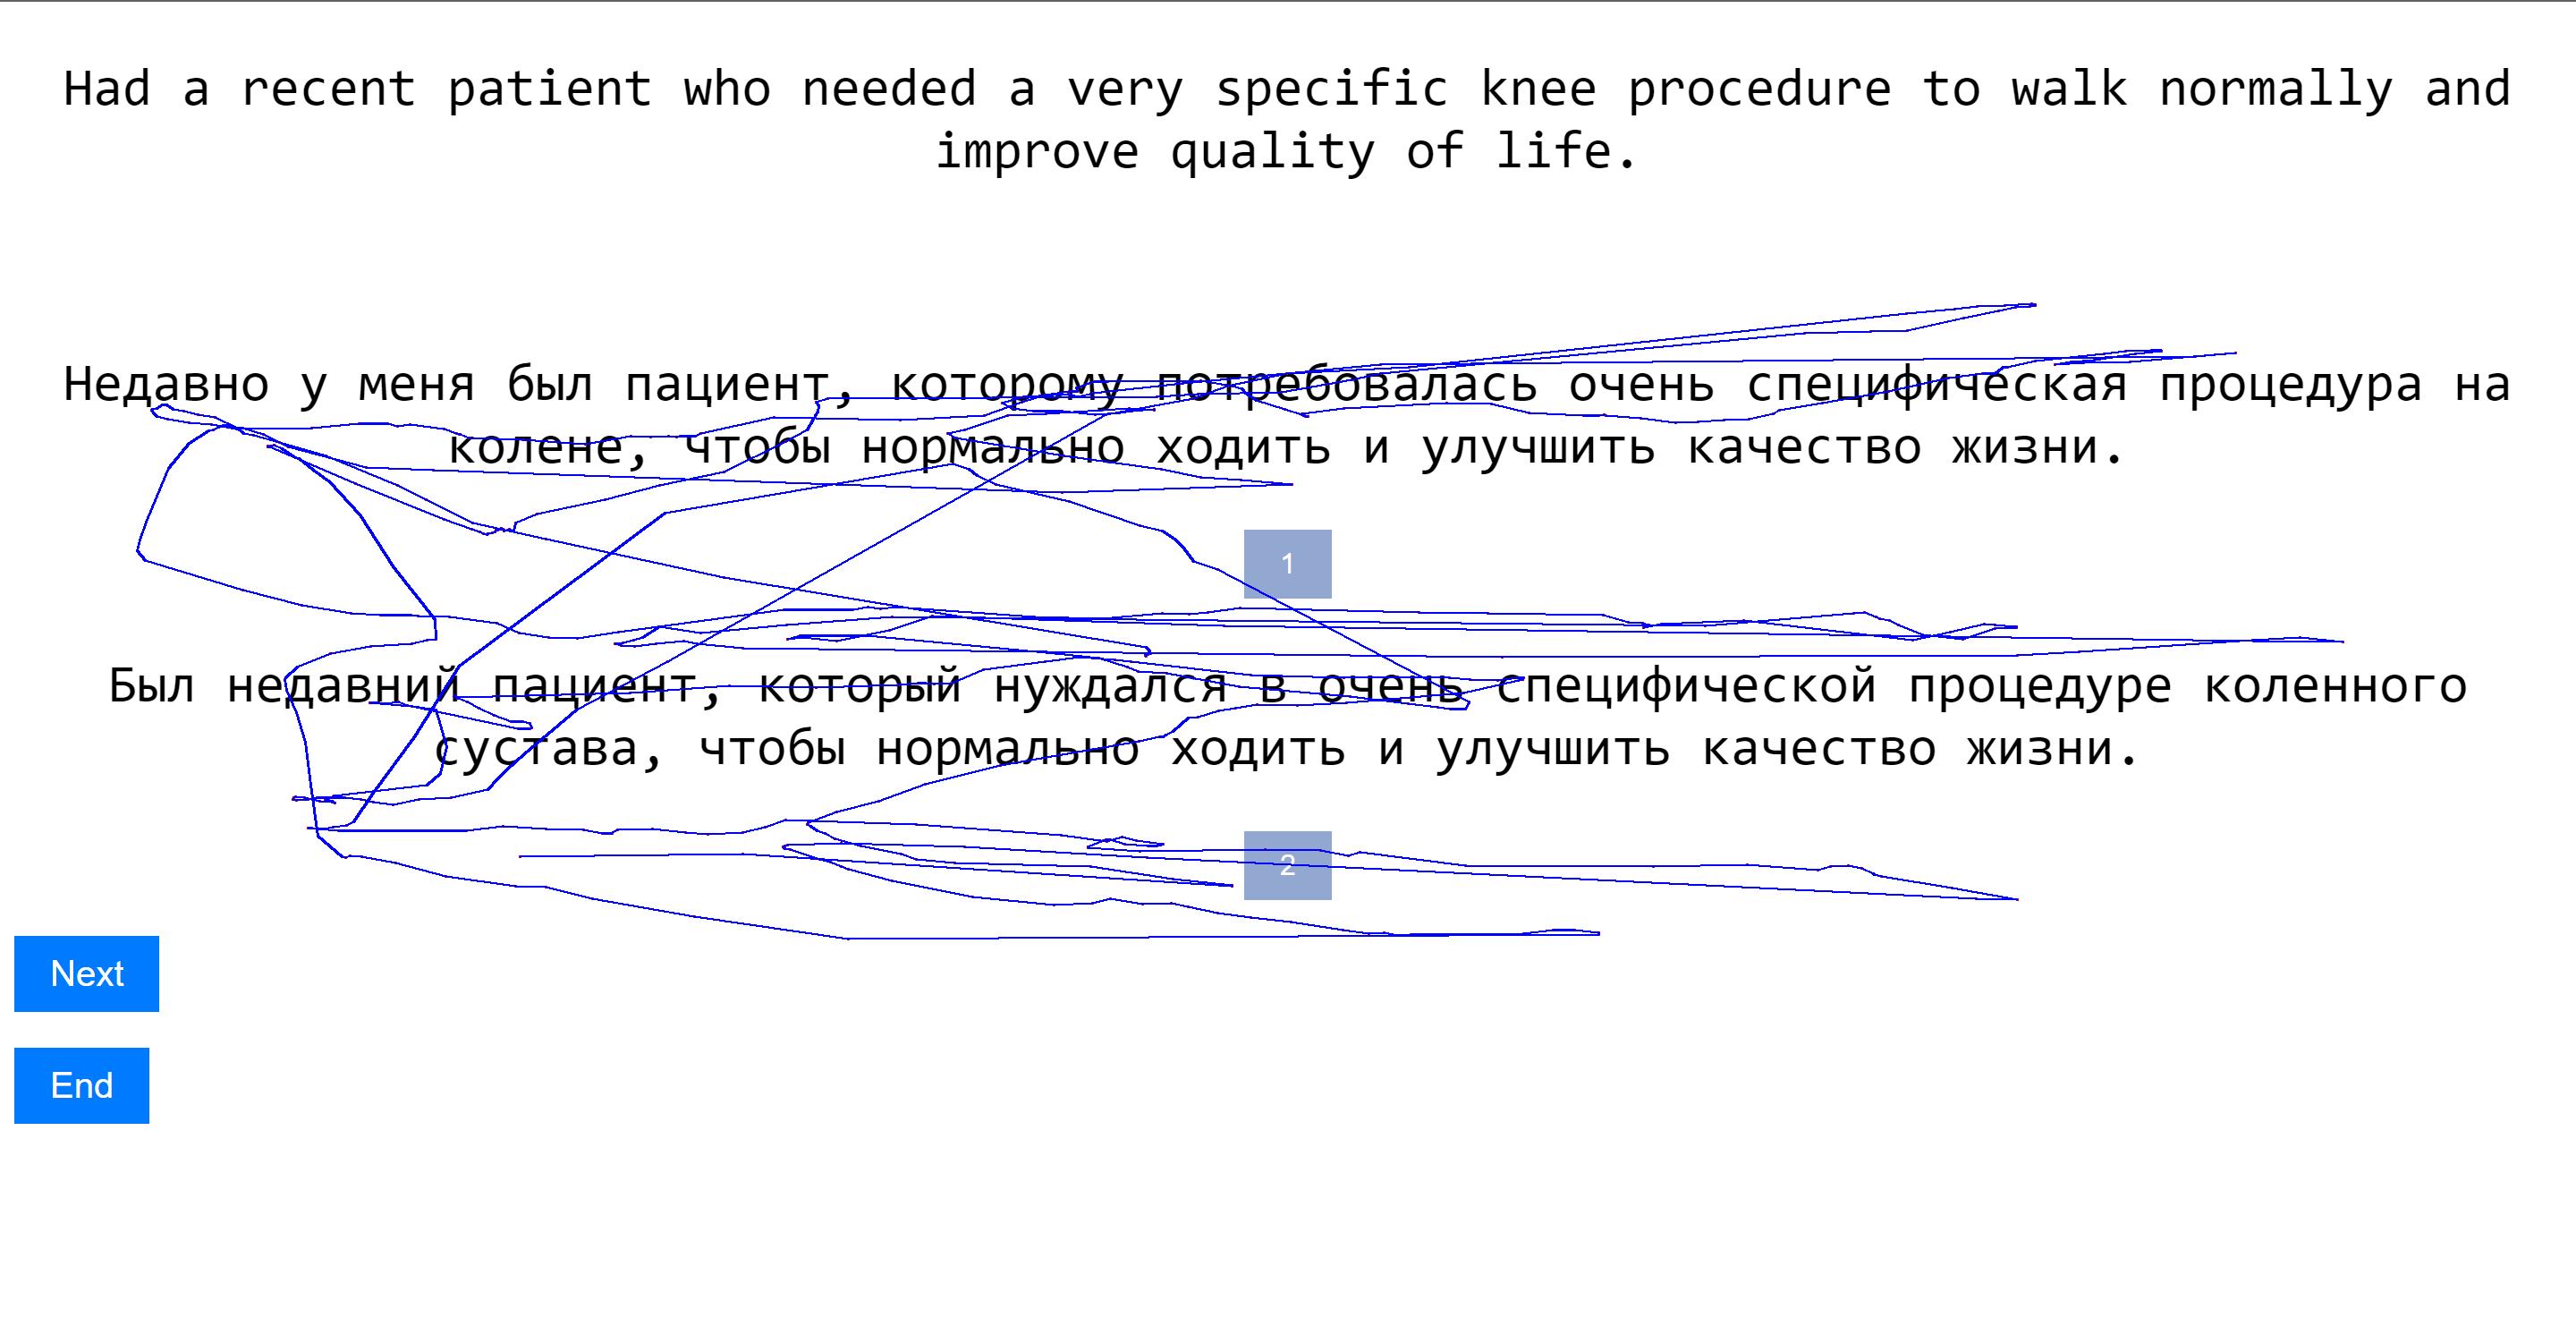 Had a recent patient who needed a very specific knee procedure to walk normally and
improve quality of life.
Недавно у меня был пациент, которому потребовалась очень специфическая процедура на
колене, чтобы нормально ходить и улучшить качество жизни.
1
Был недавний пациент, который нуждался в очень специфической процедуре коленного
сустава, чтобы нормально ходить и улучшить качество жизни.
2
Next
End